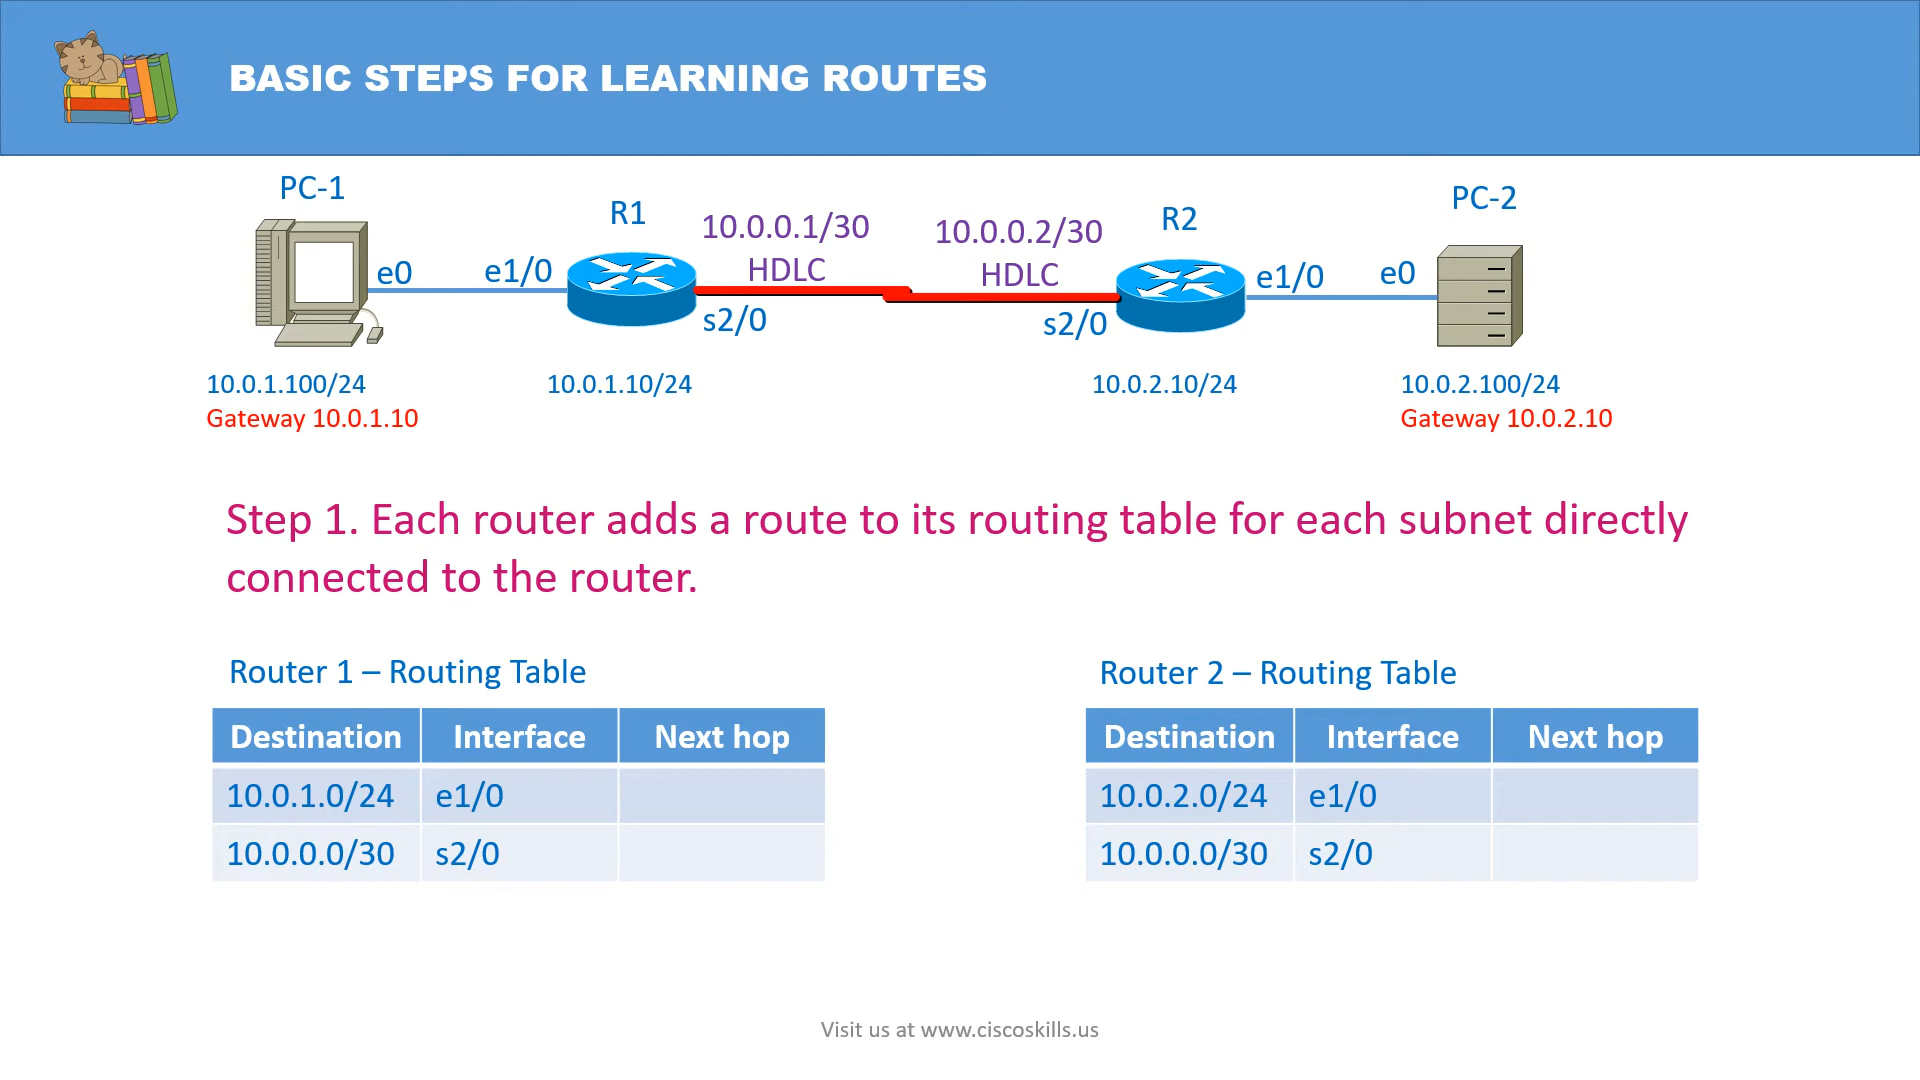 BASIC STEPS FOR LEARNING ROUTES
PC-1
R1
10.0.0.1/30
HDLC
10.0.0.2/30
HDLC
R2
PC-2
e0
e1/0
s2/0
s2/0
e1/0
e0
10.0.1.100/24
Gateway 10.0.1.10
10.0.1.10/24
10.0.2.10/24
10.0.2.100/24
Gateway 10.0.2.10
Step 1. Each router adds a route to its routing table for each subnet directly
connected to the router.
Router 1 – Routing Table
Destination Interface Next hop
10.0.1.0/24 e1/0
10.0.0.0/30 s2/0
Router 2 – Routing Table
Destination Interface Next hop
10.0.2.0/24 e1/0
10.0.0.0/30 s2/0
Visit us at www.ciscoskills.us